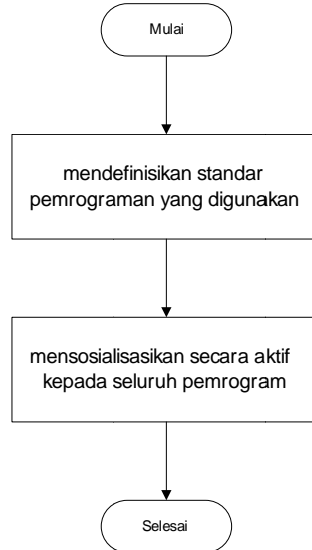 Mulai
mendefinisikan standar
pemrograman yang digunakan
mensosialisasikan secara aktif
kepada seluruh pemrogram
Selesai